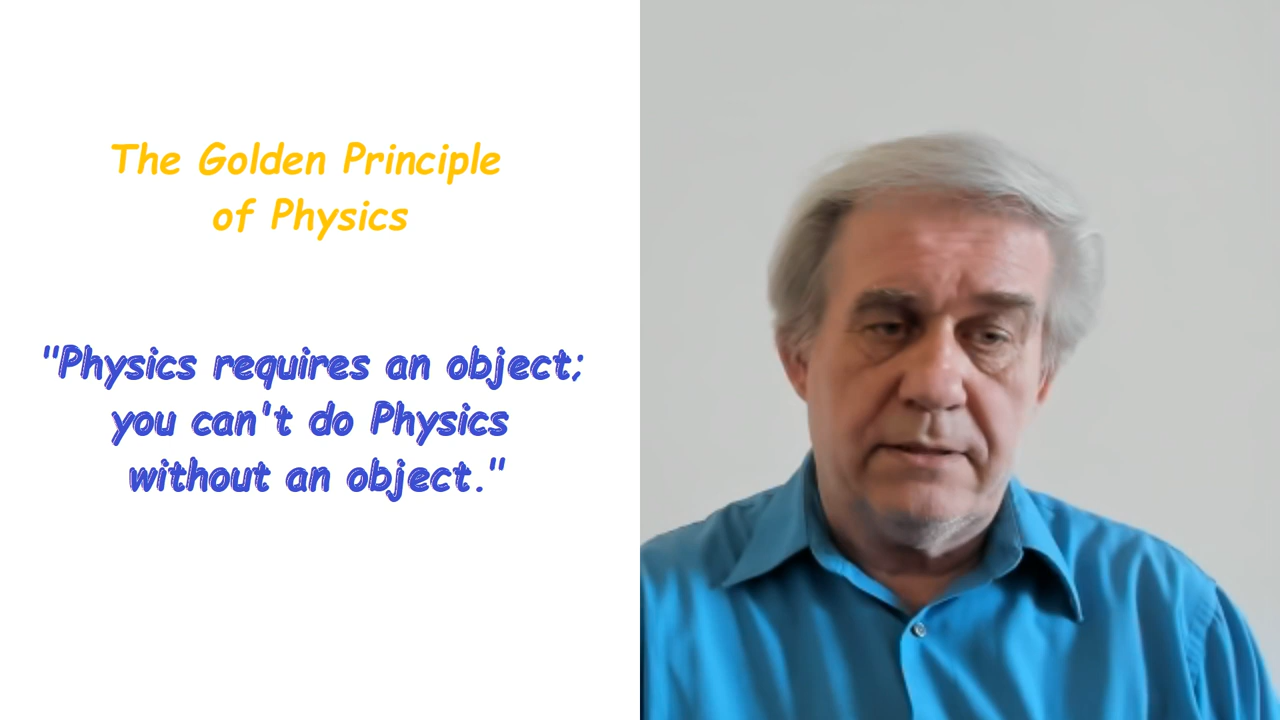 The Golden Principle
of Physics
"Physics requires an object;
you can't do Physics
without an object."